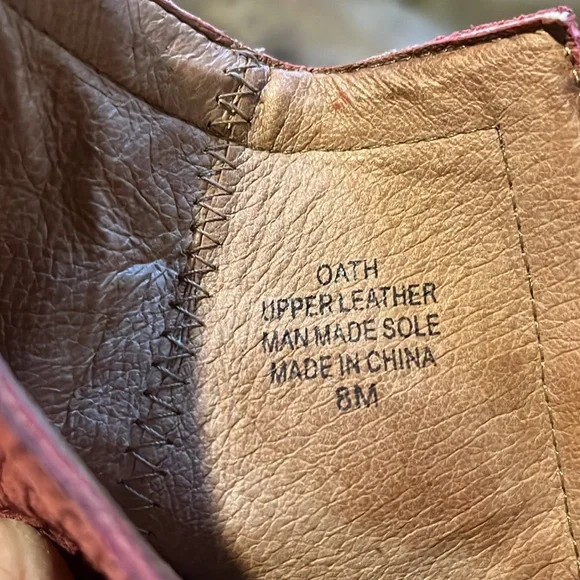 OATH
UPPER LEATHER
MAN MADE SOLE
MADE IN CHINA
8M